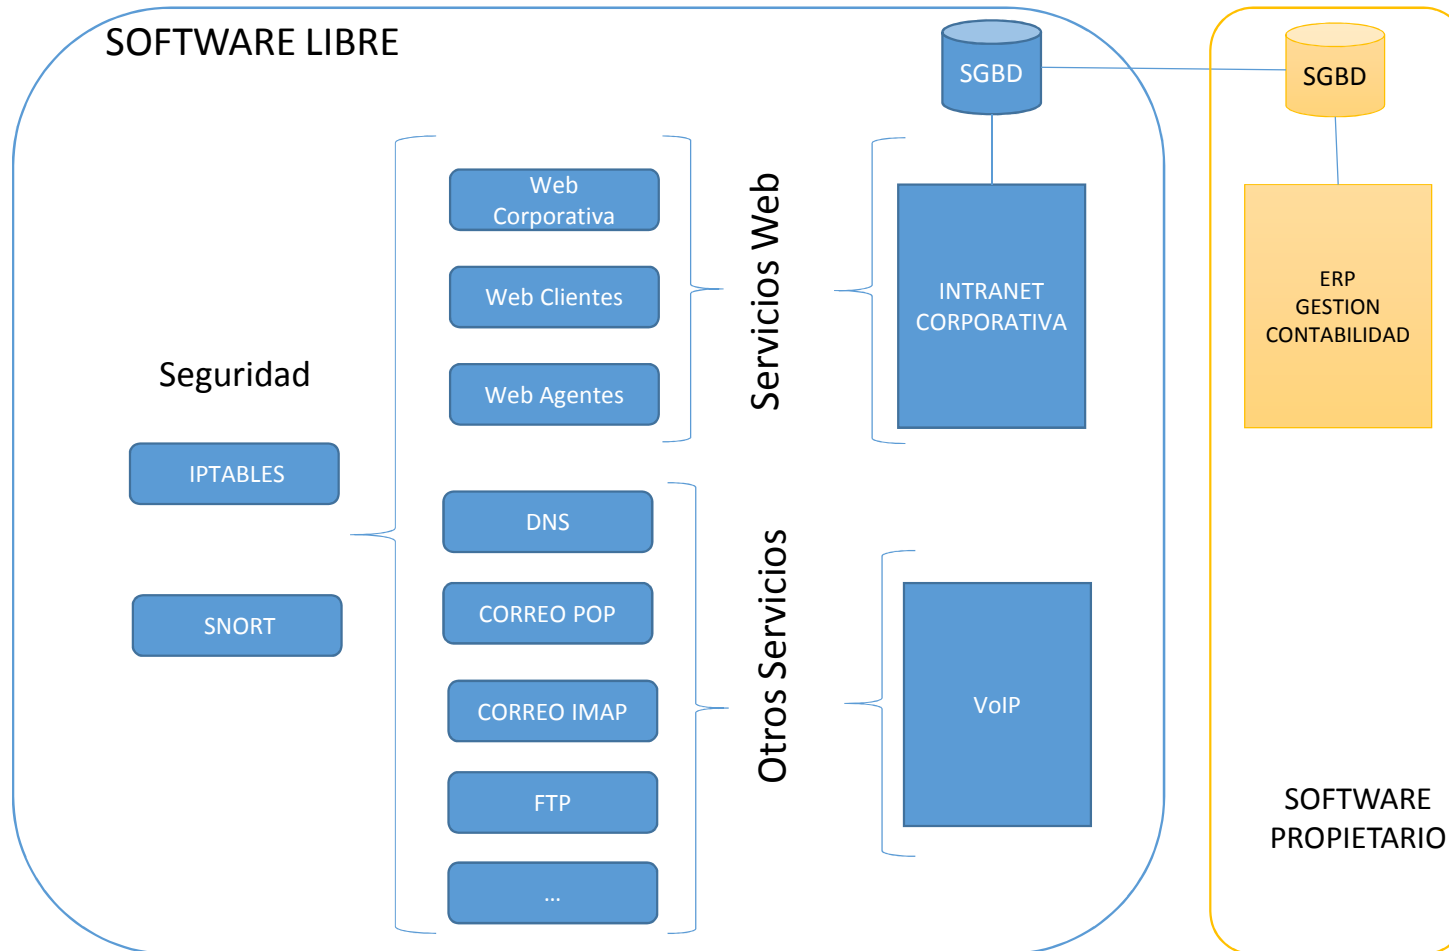 SOFTWARE LIBRE
Seguridad
IPTABLES
SNORT
Web
Corporativa
Web Clientes
Web Agentes
DNS
CORREO POP
CORREO IMAP
FTP
...
Servicios Web
Otros Servicios
SGBD
INTRANET
CORPORATIVA
VoIP
SGBD
ERP
GESTION
CONTABILIDAD
SOFTWARE
PROPIETARIO